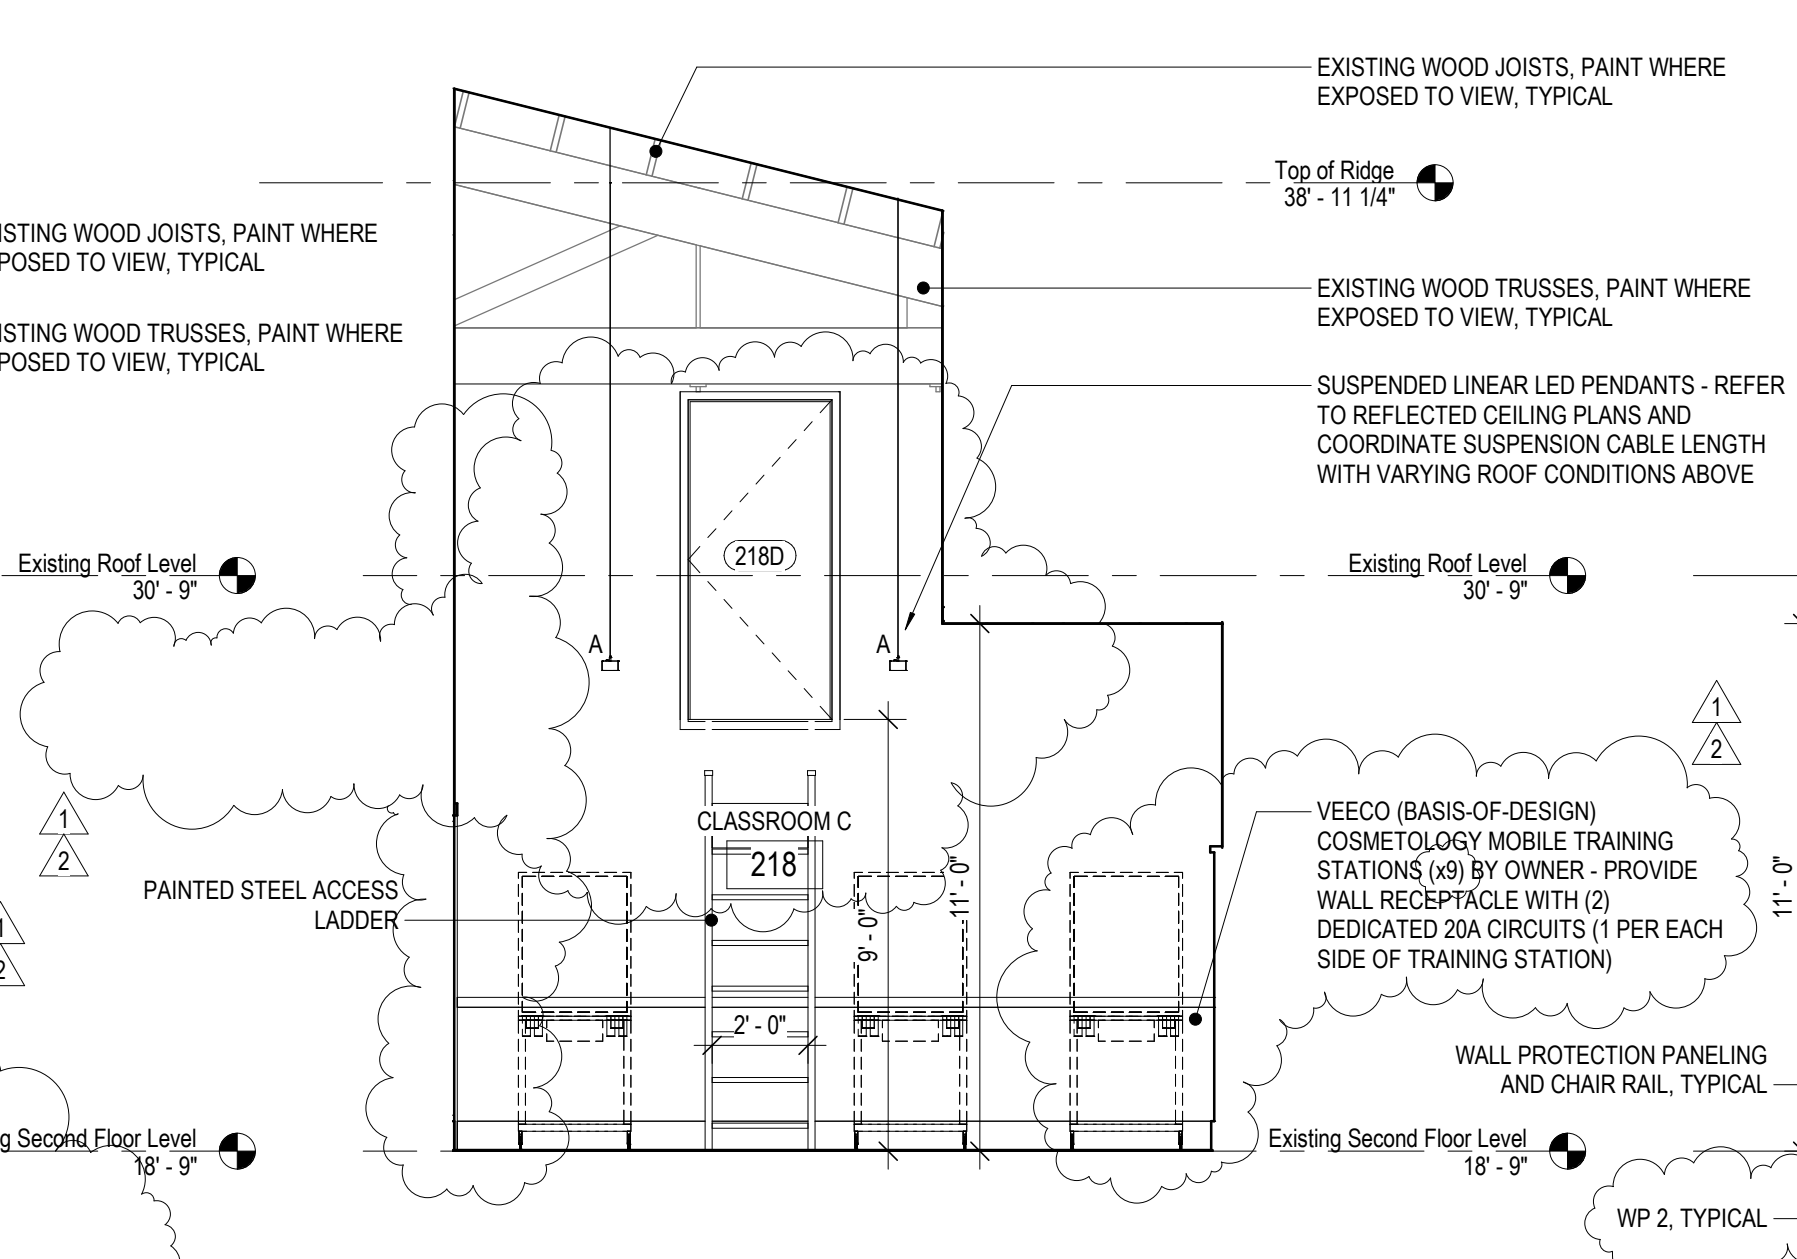 EXISTING WOOD JOISTS, PAINT WHERE
EXPOSED TO VIEW, TYPICAL
Top of Ridge
38' - 11 1/4"
WOOD JOISTS, PAINT WHERE
TO VIEW, TYPICAL
EXISTING WOOD TRUSSES, PAINT WHERE
EXPOSED TO VIEW, TYPICAL
WOOD TRUSSES, PAINT WHERE
TO VIEW, TYPICAL
SUSPENDED LINEAR LED PENDANTS - REFER
TO REFLECTED CEILING PLANS AND
COORDINATE SUSPENSION CABLE LENGTH
WITH VARYING ROOF CONDITIONS ABOVE
218D
Existing Roof Level
30' - 9"
Existing Roof Level
30' - 9"
A
A
1
2
1
2
CLASSROOM C
218
VEECO (BASIS-OF-DESIGN)
COSMETOLOGY MOBILE TRAINING
STATIONS (x9) BY OWNER - PROVIDE
WALL RECEPTACLE WITH (2)
DEDICATED 20A CIRCUITS (1 PER EACH
SIDE OF TRAINING STATION)
PAINTED STEEL ACCESS
LADDER
9' - 0"
11' - 0"
11' - 0"
1
2
2' - 0"
WALL PROTECTION PANELING
AND CHAIR RAIL, TYPICAL
Second Floor Level
18' - 9"
Existing Second Floor Level
18' - 9"
WP 2, TYPICAL